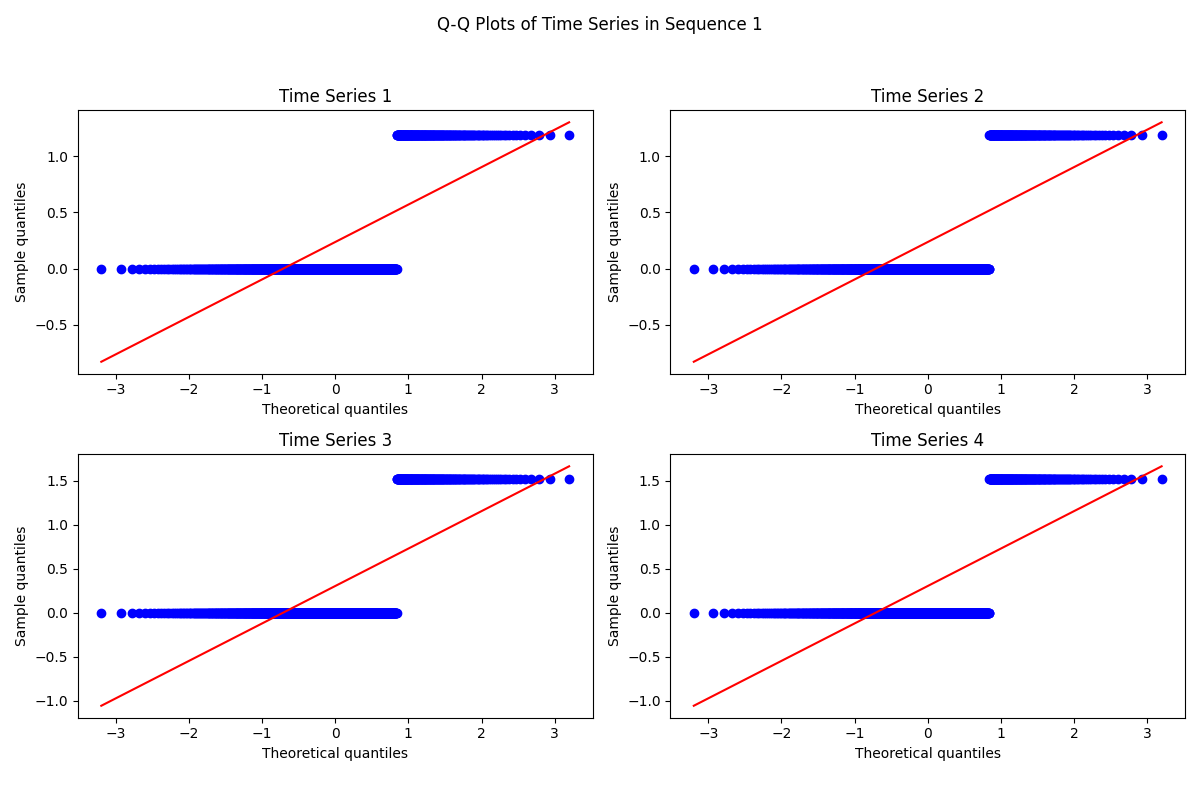 Q-Q Plots of Time Series in Sequence 1
Time Series 1
Sample quantiles
1.0
0.5
0.0
−0.5
−3 −2 −1 0 1 2 3
Theoretical quantiles
Time Series 2
Sample quantiles
1.0
0.5
0.0
−0.5
−3 −2 −1 0 1 2 3
Theoretical quantiles
Time Series 3
Sample quantiles
1.5
1.0
0.5
0.0
−0.5
−1.0
−3 −2 −1 0 1 2 3
Theoretical quantiles
Time Series 4
Sample quantiles
1.5
1.0
0.5
0.0
−0.5
−1.0
−3 −2 −1 0 1 2 3
Theoretical quantiles